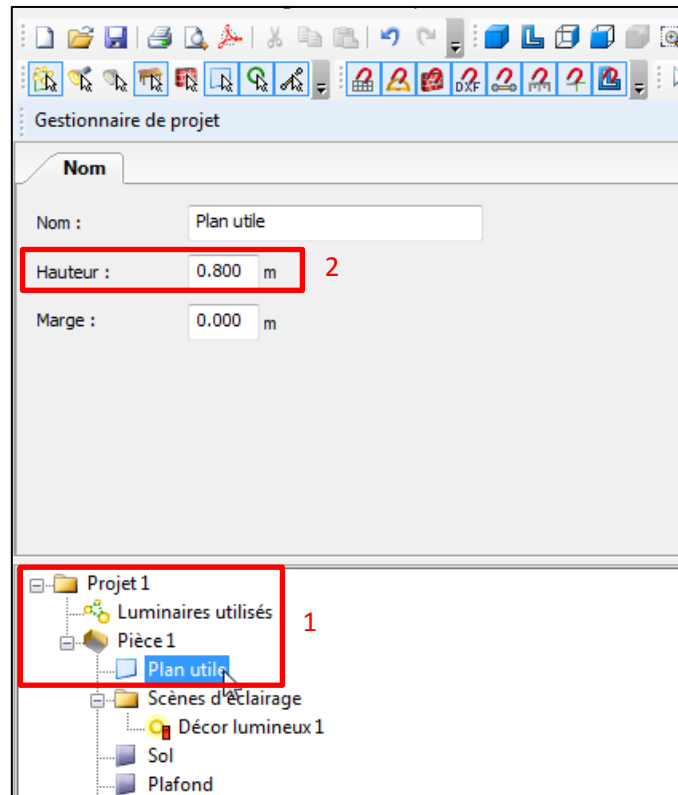 DXF
Gestionnaire de projet
Nom
Nom : Plan utile
Hauteur : 0.800 m 2
Marge : 0.000 m
Projet 1
Luminaires utilisés
1
Pièce 1
Plan utile
Scènes d'éclairage
Décor lumineux 1
Sol
Plafond